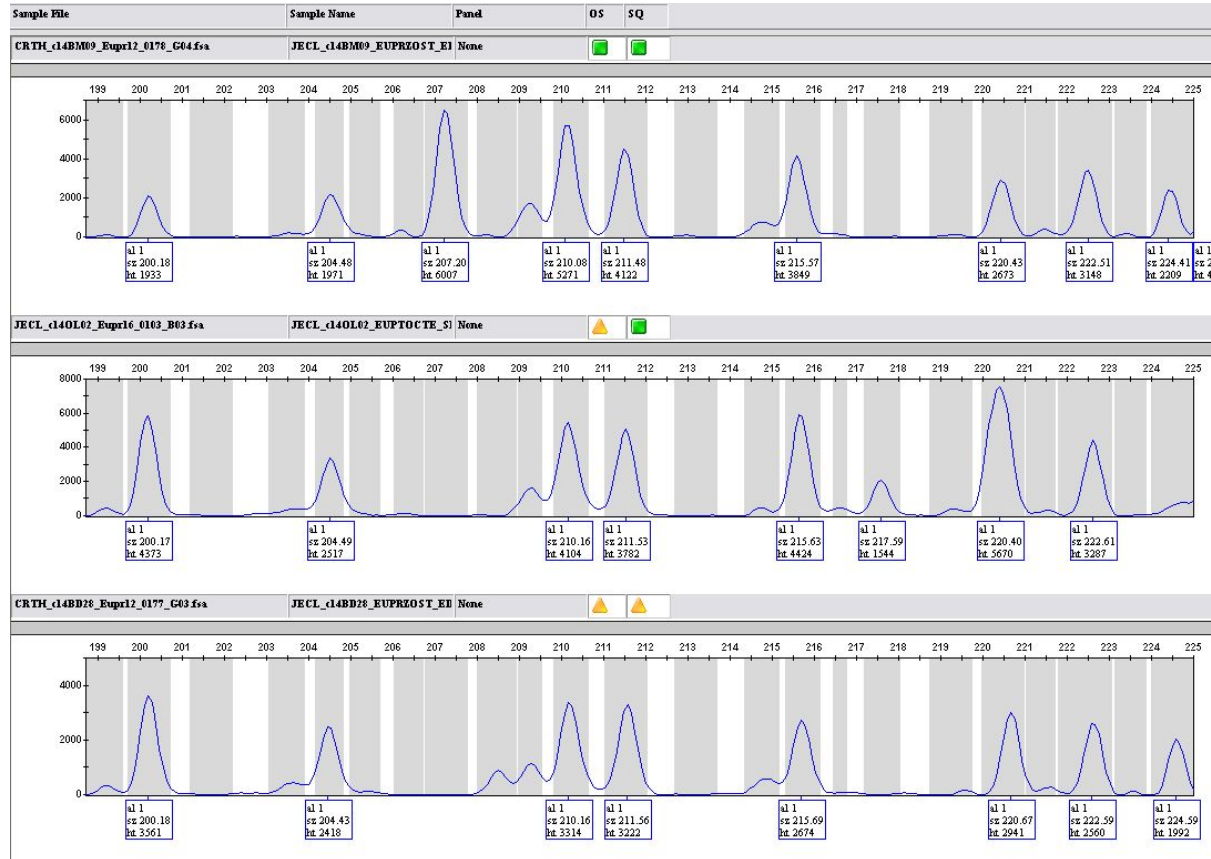 Sample File Sample Name Panel OS SQ
CRTH_c14BM09_Eupr12_0178_G04.fsa JECL_c14BM09_EUPRZOST_EI None
199 200 201 202 203 204 205 206 207 208 209 210 211 212 213 214 215 216 217 218 219 220 221 222 223 224 225
6000
4000
2000
0
al 1 al 1 al 1 al 1 al 1 al 1 al 1 al 1 al 1 al 1
sz 200.18 sz 204.48 sz 207.20 sz 210.08 sz 211.48 sz 215.57 sz 220.43 sz 222.51 sz 224.41 sz 2
ht 1933 ht 1971 ht 6007 ht 5271 ht 4122 ht 3849 ht 2673 ht 3148 ht 2209 ht 4
JECL_c14OL02_Eupr16_0103_B03.fsa JECL_c14OL02_EUPTOCTE_SI None
199 200 201 202 203 204 205 206 207 208 209 210 211 212 213 214 215 216 217 218 219 220 221 222 223 224 225
8000
6000
4000
2000
0
al 1 al 1 al 1 al 1 al 1 al 1 al 1 al 1
sz 200.17 sz 204.49 sz 210.16 sz 211.53 sz 215.63 sz 217.59 sz 220.40 sz 222.61
ht 4373 ht 2517 ht 4104 ht 3782 ht 4424 ht 1544 ht 5670 ht 3287
CRTH_c14BD28_Eupr12_0177_G03.fsa JECL_c14BD28_EUPRZOST_EI None
199 200 201 202 203 204 205 206 207 208 209 210 211 212 213 214 215 216 217 218 219 220 221 222 223 224 225
4000
2000
0
al 1 al 1 al 1 al 1 al 1 al 1 al 1 al 1
sz 200.18 sz 204.43 sz 210.16 sz 211.56 sz 215.69 sz 220.67 sz 222.59 sz 224.59
ht 3561 ht 2418 ht 3314 ht 3222 ht 2674 ht 2941 ht 2560 ht 1992